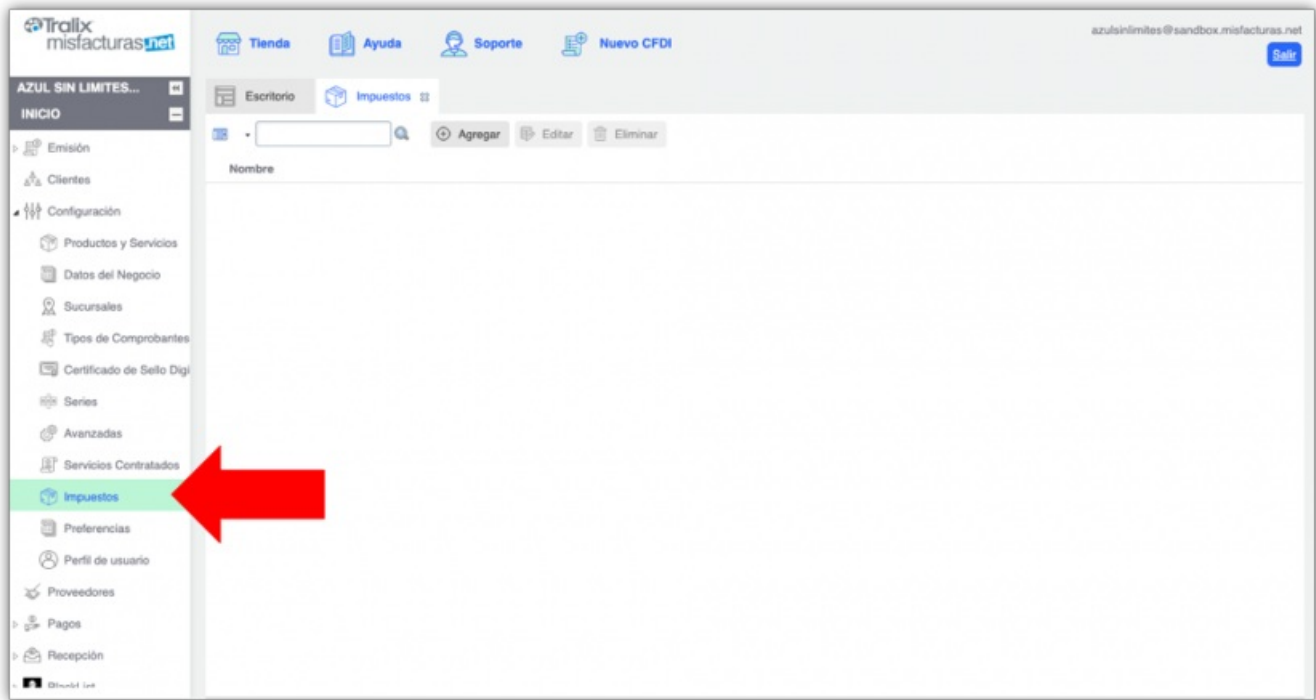 Tralix
misfacturas.net
Tienda
Ayuda
Soporte
Nuevo CFDI
azulsinlimites@sandbox.misfacturas.net
Salir
AZUL SIN LIMITES...
INICIO
Escritorio
Impuestos
Agregar
Editar
Eliminar
Nombre
Emisión
Clientes
Configuración
Productos y Servicios
Datos del Negocio
Sucursales
Tipos de Comprobantes
Certificado de Sello Digi
Series
Avanzadas
Servicios Contratados
Impuestos
Preferencias
Perfil de usuario
Proveedores
Pagos
Recepción